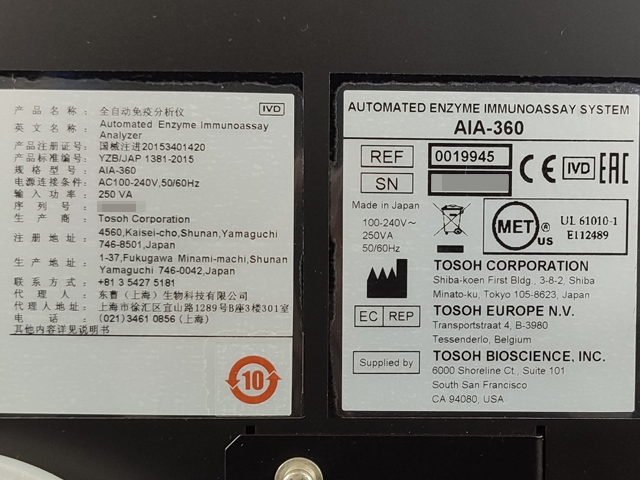 产品名称： 全自动免疫分析仪
IVD
英文名称： Automated Enzyme Immunoassay
Analyzer
产品注册证号： 国械注进20153401420
产品标准编号： YZB/JAP 1381-2015
规格型号： AIA-360
电源连接条件： AC100-240V,50/60Hz
输入功率： 250 VA
序列号：
生产商： Tosoh Corporation
注册地址： 4560,Kaisei-cho,Shunan,Yamaguchi
746-8501,Japan
生产地址： 1-37,Fukugawa Minami-machi,Shunan
Yamaguchi 746-0042,Japan
联系方式： +81 3 5427 5181
代理人： 东曹（上海）生物科技有限公司
代理人地址： 上海市徐汇区宜山路1289号B座3楼301室
电话： (021)3461 0856 (上海)
其他内容详见说明书
10
AUTOMATED ENZYME IMMUNOASSAY SYSTEM
AIA-360
REF 0019945
SN
CE IVD EAC
Made in Japan
100-240V~
250VA
50/60Hz
MET US
UL 61010-1
E112489
TOSOH CORPORATION
Shiba-koen First Bldg., 3-8-2, Shiba
Minato-ku, Tokyo 105-8623, Japan
EC REP
TOSOH EUROPE N.V.
Transportstraat 4, B-3980
Tessenderlo, Belgium
Supplied by
TOSOH BIOSCIENCE, INC.
6000 Shoreline Ct., Suite 101
South San Francisco
CA 94080, USA